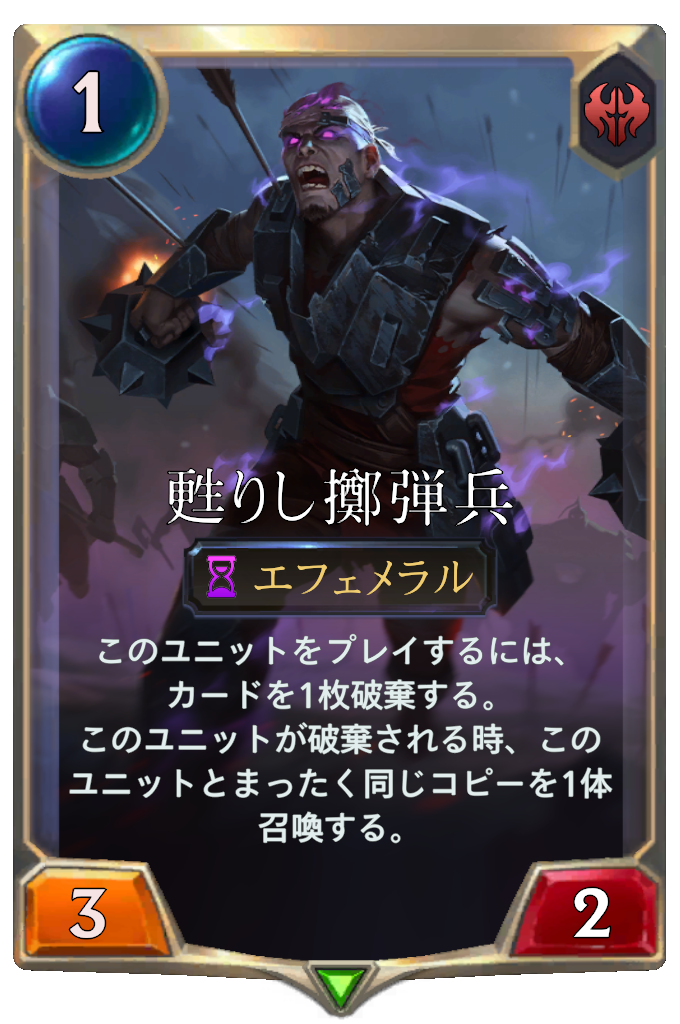 1
甦りし擲弾兵
エフェメラル
このユニットをプレイするには、
カードを1枚破棄する。
このユニットが破棄される時、この
ユニットとまったく同じコピーを1体
召喚する。
3
2